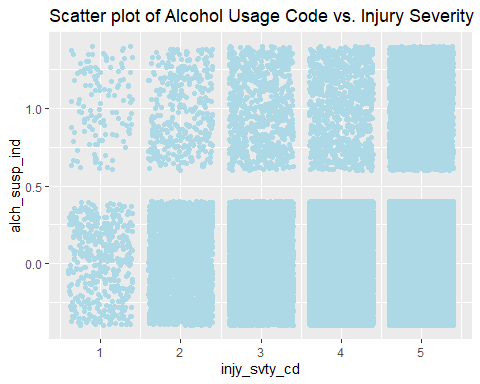 Scatter plot of Alcohol Usage Code vs. Injury Severity
alch_susp_ind
1.0
0.5
0.0
1 2 3 4 5
injy_svty_cd